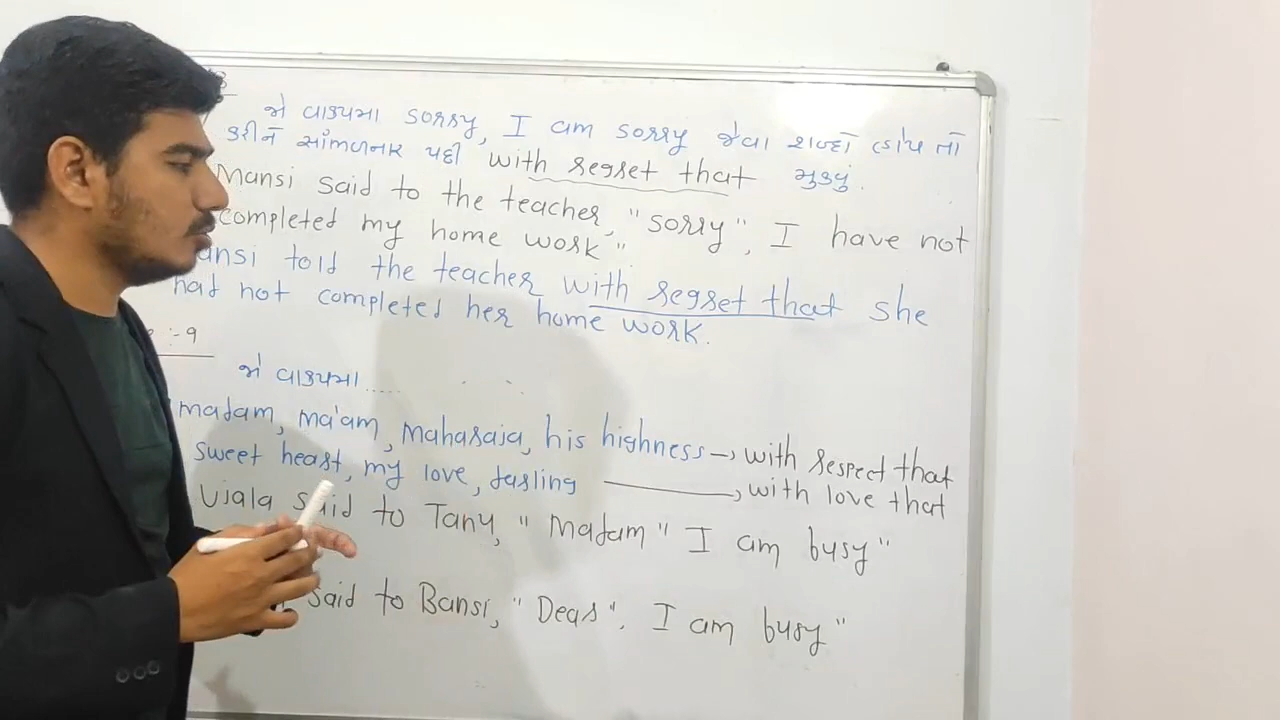 જો વાક્યમા sorry, I am sorry જેવા શબ્દો હોય તો
કરીને સાંભળનાર પછી with regret that મુકવું.
Mansi said to the teacher, "sorry", I have not
completed my home work"
ansi told the teacher with regret that she
had not completed her home work.
:- 9
જો વાક્યમા......
madam, ma'am, maharaja, his highness → with respect that
sweet heart, my love, darling → with love that
Ujala said to Tany, "Madam" I am busy"
said to Bansi, "Dear". I am busy"